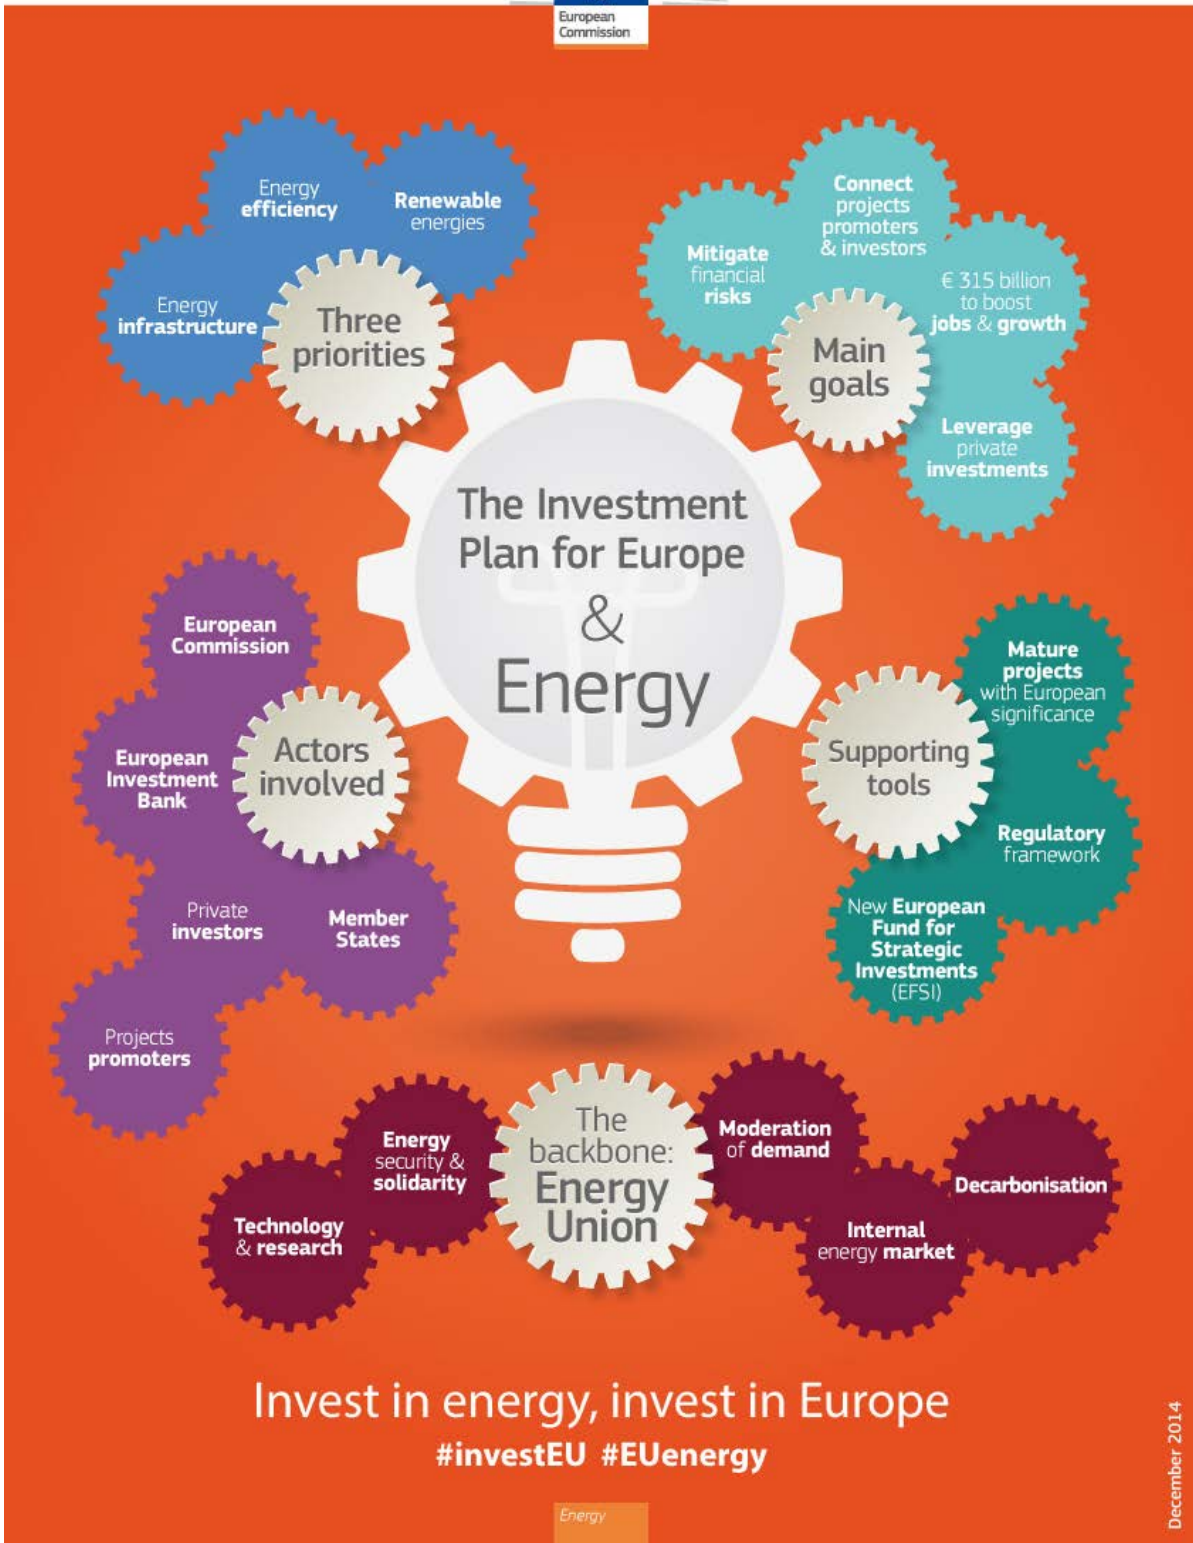 European
Commission
Energy
efficiency
Renewable
energies
Energy
infrastructure
Three
priorities
Connect
projects
promoters
& investors
Mitigate
financial
risks
€ 315 billion
to boost
jobs & growth
Main
goals
Leverage
private
investments
The Investment
Plan for Europe
&
Energy
European
Commission
European
Investment
Bank
Actors
involved
Private
investors
Member
States
Projects
promoters
Mature
projects
with European
significance
Supporting
tools
Regulatory
framework
New European
Fund for
Strategic
Investments
(EFSI)
The
backbone:
Energy
Union
Energy
security &
solidarity
Technology
& research
Moderation
of demand
Internal
energy market
Decarbonisation
Invest in energy, invest in Europe
#investEU #EUenergy
Energy
December 2014